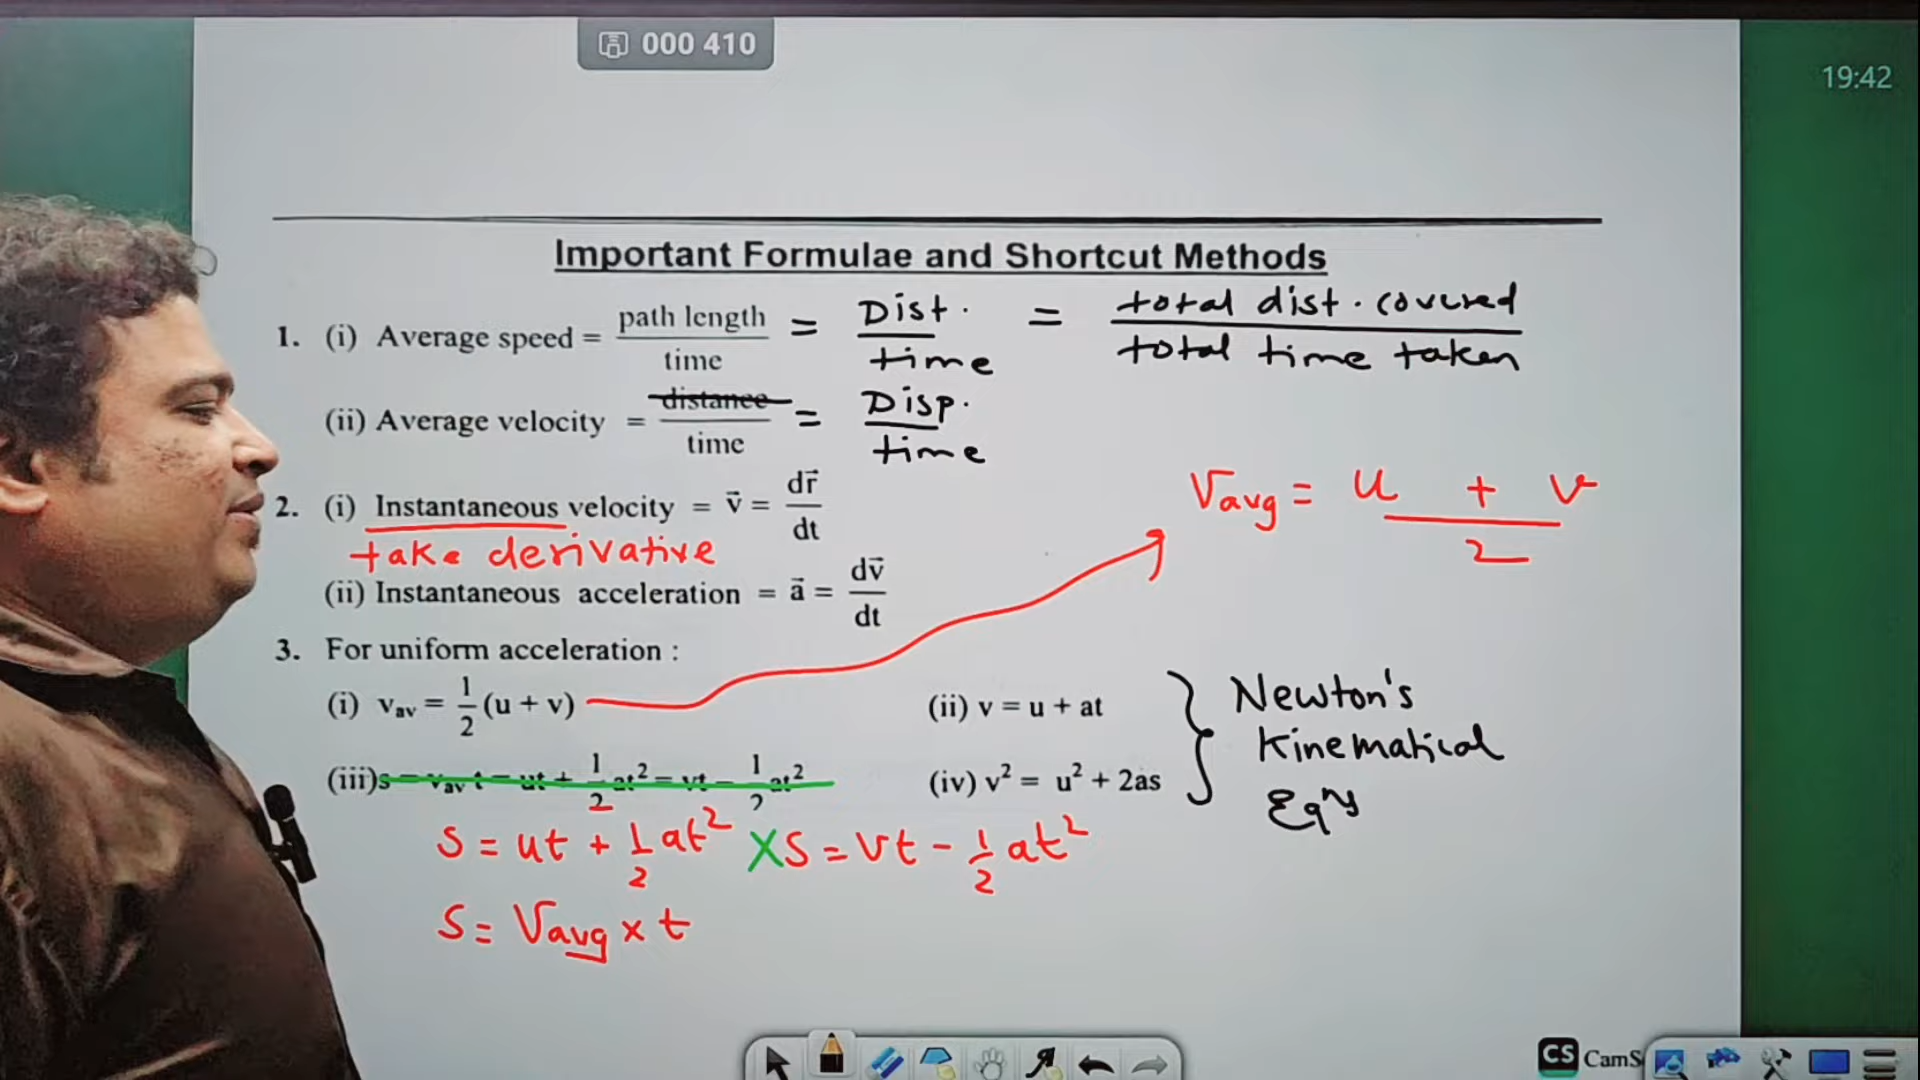 000 410
19:42
Important Formulae and Shortcut Methods
1. (i) Average speed = path length / time = Dist. / time = total dist. covered / total time taken
(ii) Average velocity = distance / time = Disp. / time
Vavg = u + v / 2
2. (i) Instantaneous velocity = v⃗ = dr⃗ / dt
take derivative
(ii) Instantaneous acceleration = a⃗ = dv⃗ / dt
3. For uniform acceleration :
(i) vav = 1/2 (u + v) (ii) v = u + at
Newton's
Kinematical
Eqⁿs
(iii) s = vav t = ut + 1/2 at² = vt − 1/2 at² (iv) v² = u² + 2as
S = ut + 1/2 at² X S = vt − 1/2 at²
S = Vavg × t
CS CamS